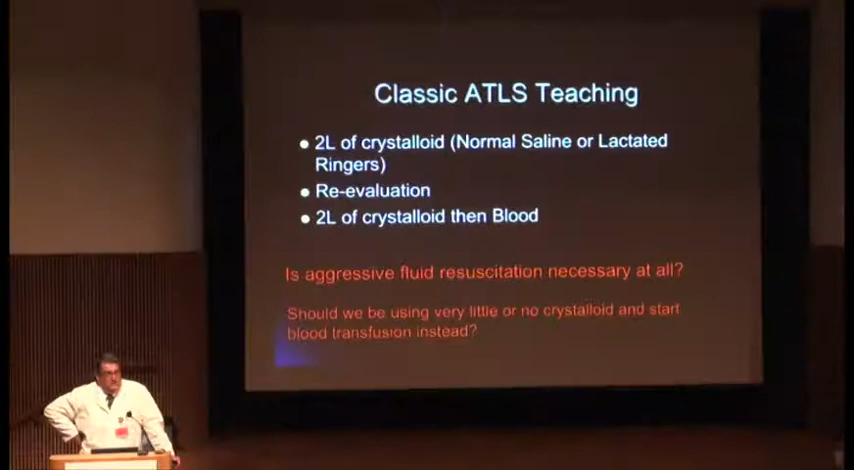 Classic ATLS Teaching
● 2L of crystalloid (Normal Saline or Lactated
Ringers)
● Re-evaluation
● 2L of crystalloid then Blood
Is aggressive fluid resuscitation necessary at all?
Should we be using very little or no crystalloid and start
blood transfusion instead?